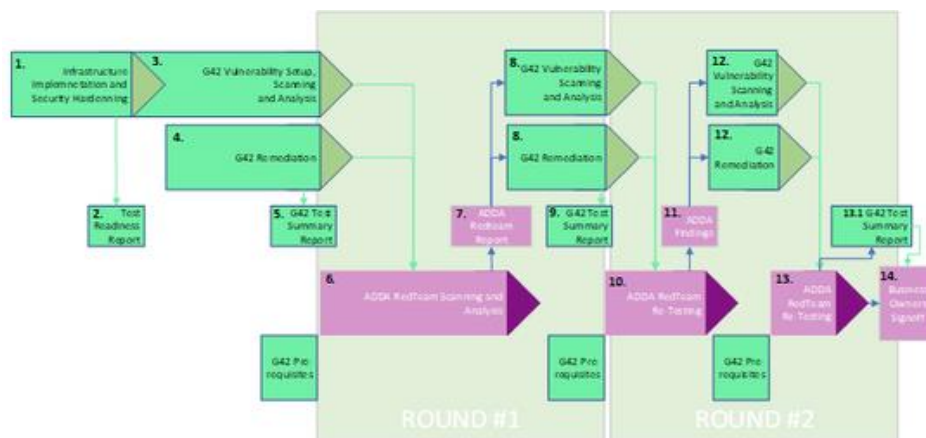 1.
Infrastructure
Implmnetation and
Security Hardenning
3.
G42 Vulnerability Setup,
Scanning
and Analysis
4.
G42 Remediation
2. Test
Readiness
Report
5. G42 Test
Summary
Report
6.
ADDA RedTeam Scanning and
Analysis
G42 Pre
requisites
7. ADDA
Redteam
Report
8.
G42 Vulnerability
Scanning
and Analysis
8.
G42 Remediation
9. G42 Test
Summary
Report
10.
ADDA RedTeam
Re-Testing
G42 Pre
requisites
11.
ADDA
Findings
12. G42
Vulnerability
Scanning
and Analysis
12.
G42
Remediation
13.
ADDA
RedTeam
Re-Testing
13.1 G42 Test
Summary
Report
14.
Business
Owners
Signoff
G42 Pre
requisites
ROUND #1
ROUND #2